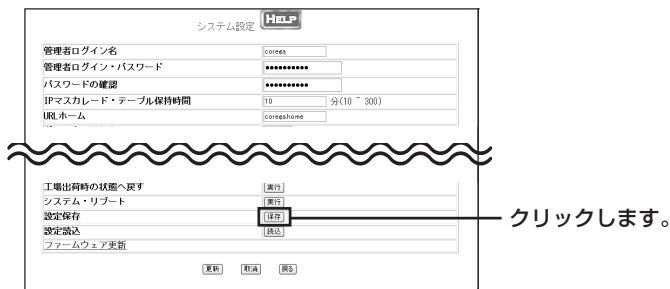 システム設定 HELP
管理者ログイン名 corega
管理者ログイン・パスワード ●●●●●●●●●●
パスワードの確認 ●●●●●●●●●●
IPマスカレード・テーブル保持時間 10 分(10 ~ 300)
URLホーム corega.home
工場出荷時の状態へ戻す 実行
システム・リブート 実行
設定保存 保存
クリックします。
設定読込 読込
ファームウェア更新
更新 取消 戻る